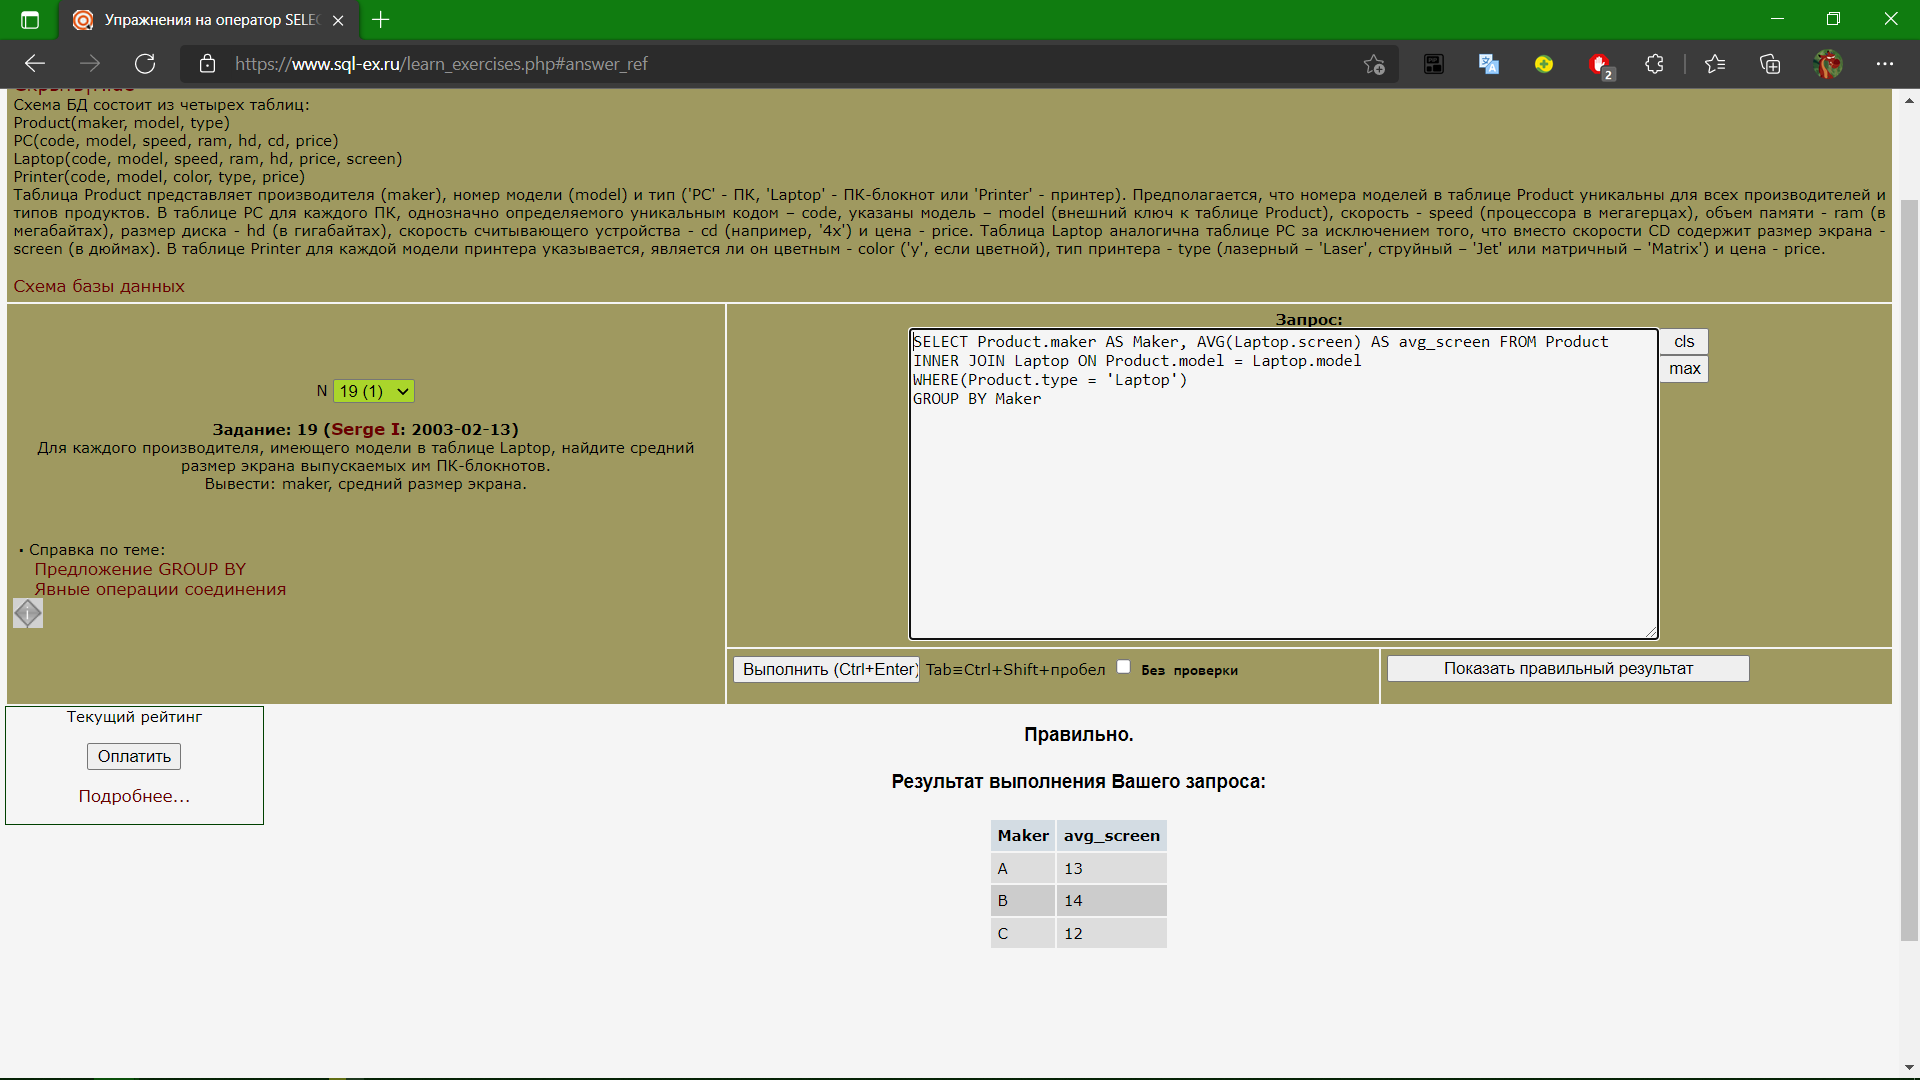 Упражнения на оператор SELE
https://www.sql-ex.ru/learn_exercises.php#answer_ref
2
Схема БД состоит из четырех таблиц:
Product(maker, model, type)
PC(code, model, speed, ram, hd, cd, price)
Laptop(code, model, speed, ram, hd, price, screen)
Printer(code, model, color, type, price)
Таблица Product представляет производителя (maker), номер модели (model) и тип ('PC' - ПК, 'Laptop' - ПК-блокнот или 'Printer' - принтер). Предполагается, что номера моделей в таблице Product уникальны для всех производителей и
типов продуктов. В таблице PC для каждого ПК, однозначно определяемого уникальным кодом – code, указаны модель – model (внешний ключ к таблице Product), скорость - speed (процессора в мегагерцах), объем памяти - ram (в
мегабайтах), размер диска - hd (в гигабайтах), скорость считывающего устройства - cd (например, '4x') и цена - price. Таблица Laptop аналогична таблице PC за исключением того, что вместо скорости CD содержит размер экрана -
screen (в дюймах). В таблице Printer для каждой модели принтера указывается, является ли он цветным - color ('y', если цветной), тип принтера - type (лазерный – 'Laser', струйный – 'Jet' или матричный – 'Matrix') и цена - price.
Схема базы данных
N 19 (1)
Задание: 19 (Serge I: 2003-02-13)
Для каждого производителя, имеющего модели в таблице Laptop, найдите средний
размер экрана выпускаемых им ПК-блокнотов.
Вывести: maker, средний размер экрана.
• Справка по теме:
Предложение GROUP BY
Явные операции соединения
Запрос:
SELECT Product.maker AS Maker, AVG(Laptop.screen) AS avg_screen FROM Product
INNER JOIN Laptop ON Product.model = Laptop.model
WHERE(Product.type = 'Laptop')
GROUP BY Maker
cls
max
Выполнить (Ctrl+Enter) Tab≡Ctrl+Shift+пробел Без проверки
Показать правильный результат
Текущий рейтинг
Оплатить
Подробнее...
Правильно.
Результат выполнения Вашего запроса:
Maker avg_screen
A 13
B 14
C 12